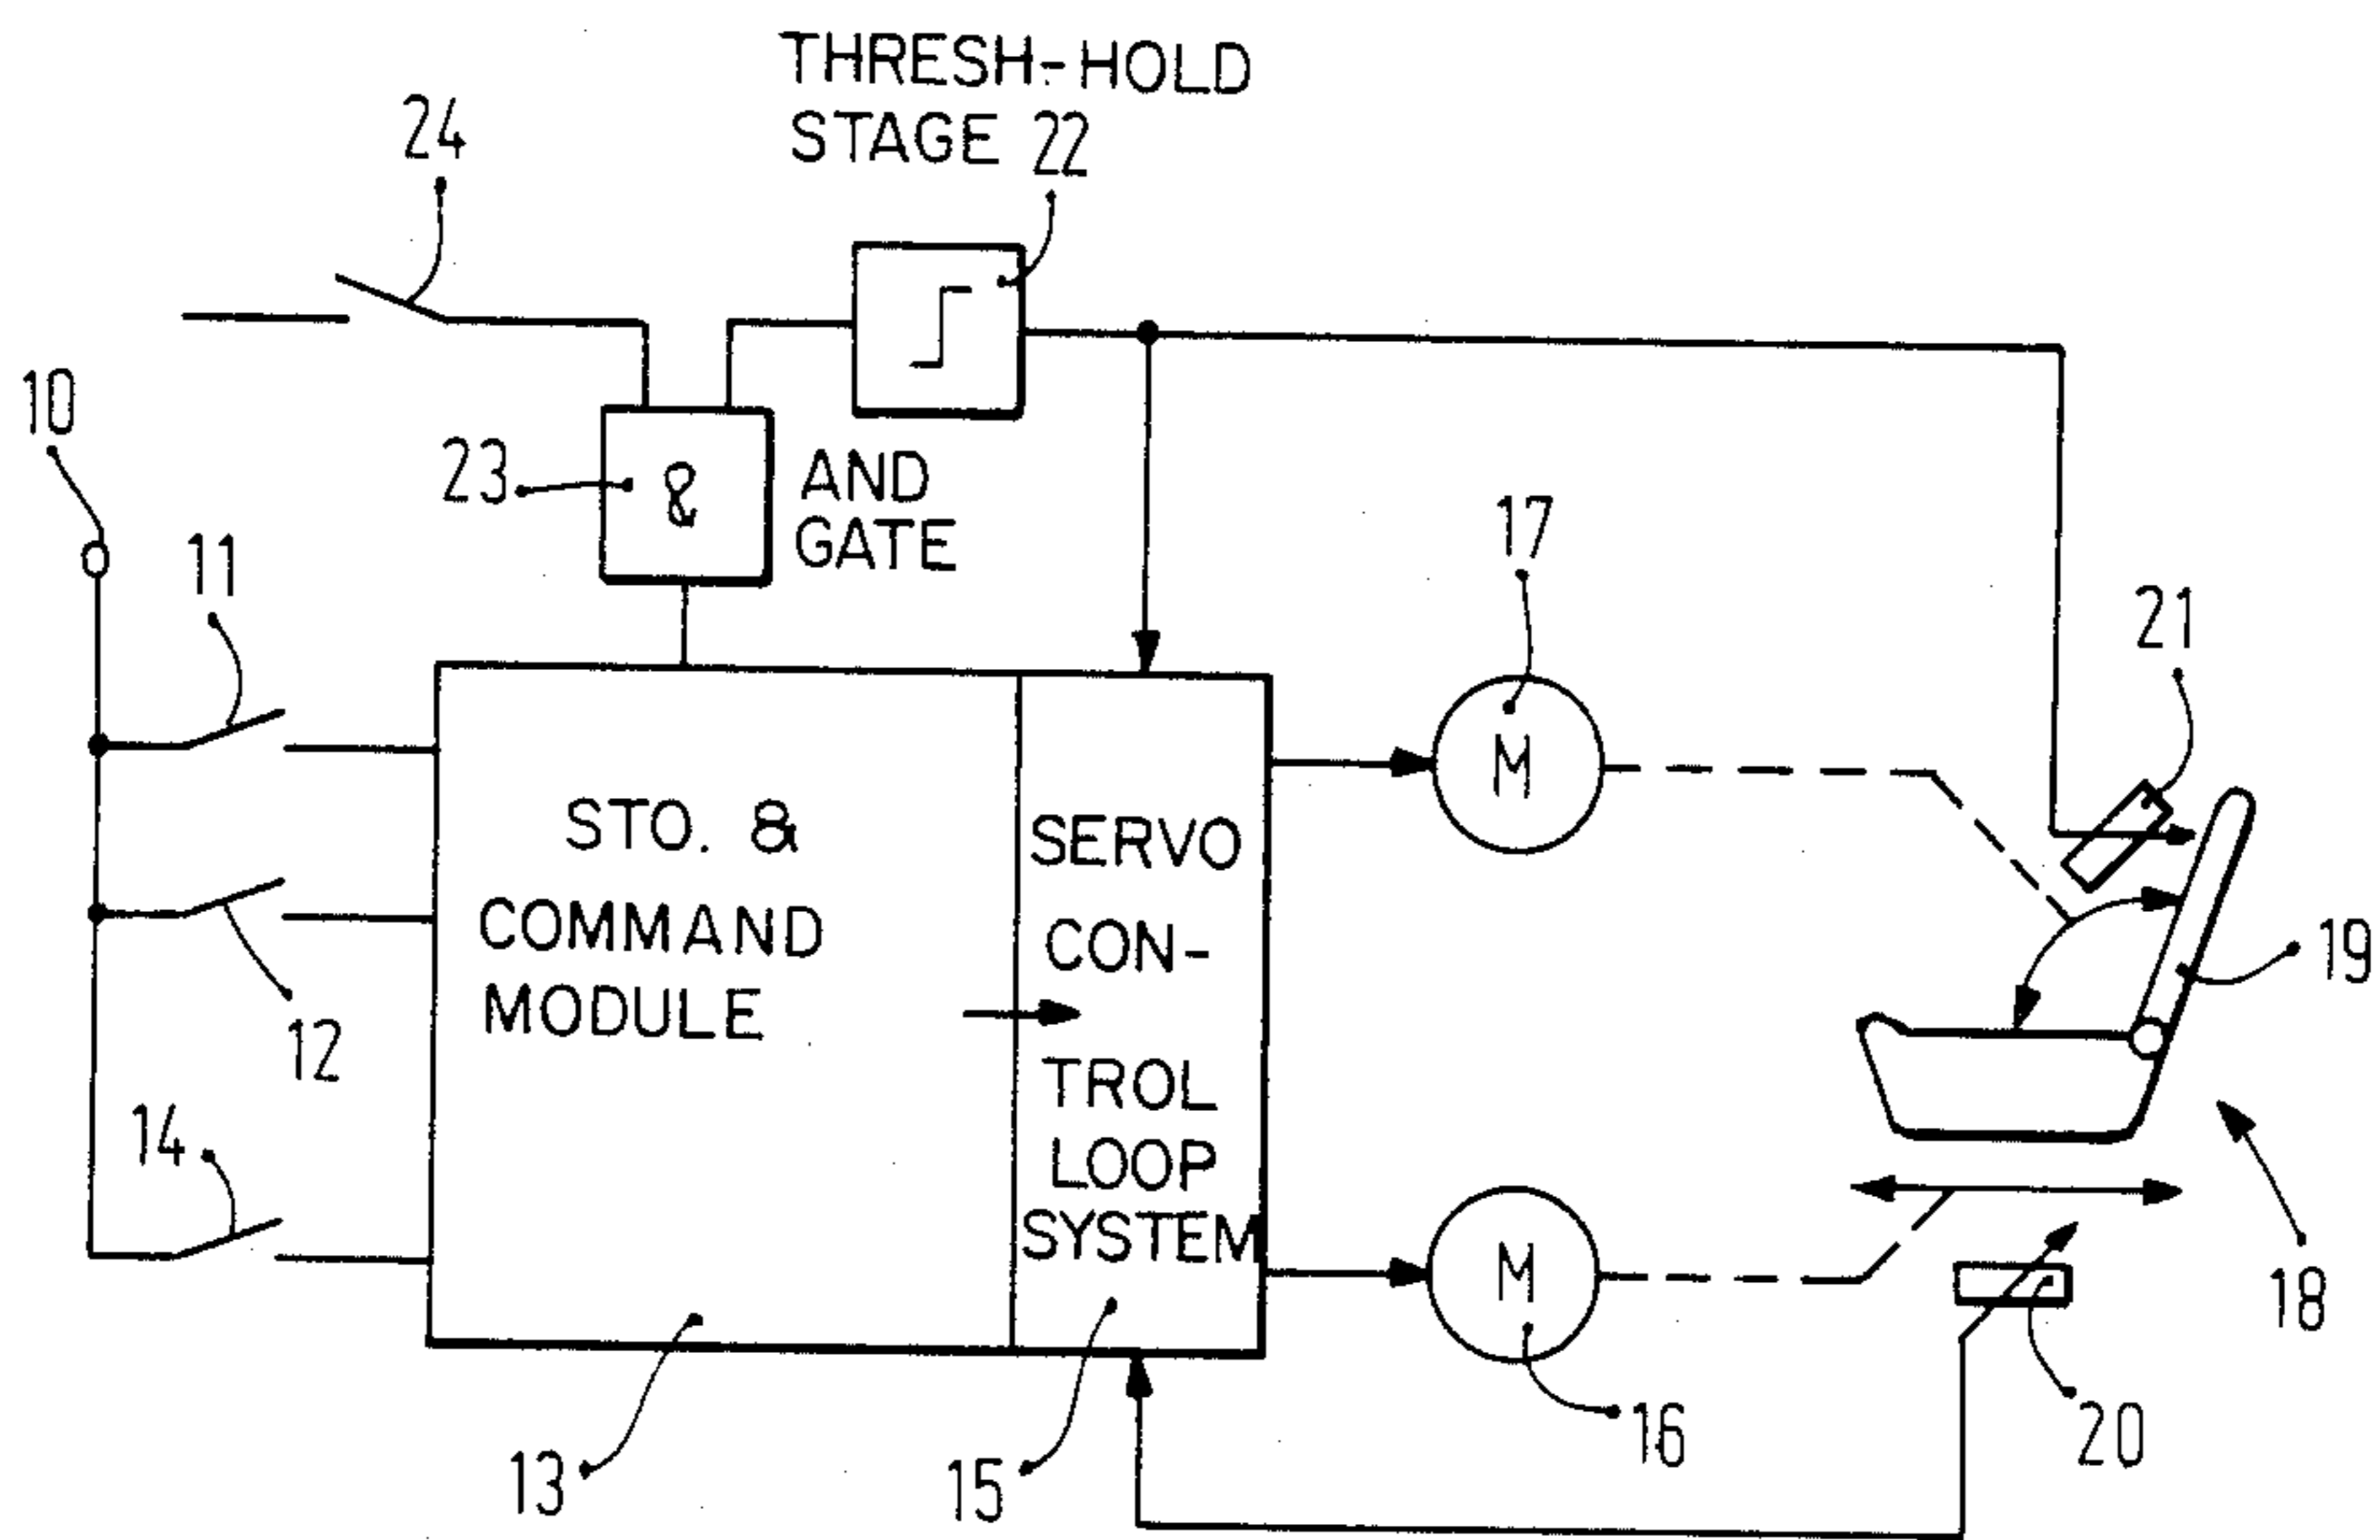 THRESH-HOLD
STAGE 22
24
10
23
&
AND
GATE
11
17
21
M
STO. &
COMMAND
MODULE
SERVO
CON-
TROL
LOOP
SYSTEM
19
12
14
M
18
13
15
16
20